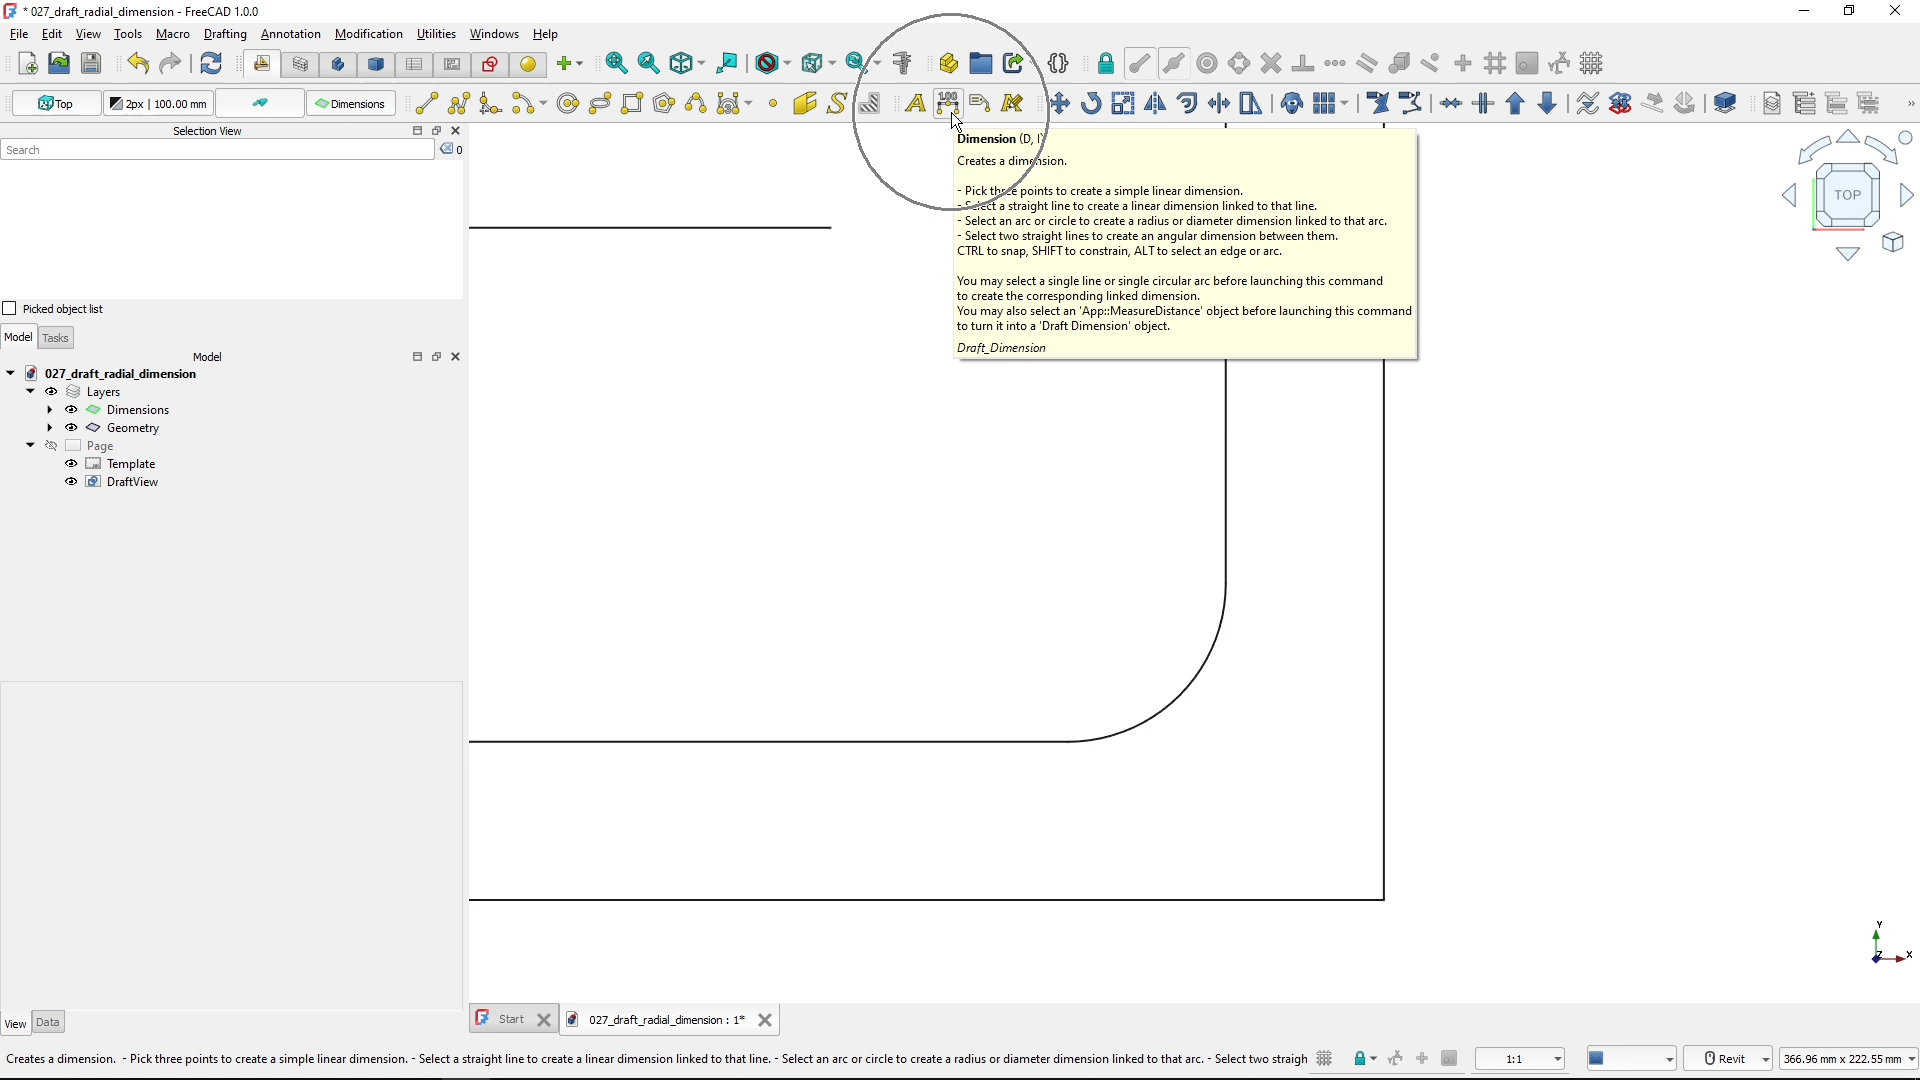 * 027_draft_radial_dimension - FreeCAD 1.0.0
File Edit View Tools Macro Drafting Annotation Modification Utilities Windows Help
Top 2px | 100.00 mm Dimensions 1.00 »
Selection View
Search 0
Picked object list
Model Tasks
Model
027_draft_radial_dimension
Layers
Dimensions
Geometry
Page
Template
DraftView
View Data
Dimension (D, I)
Creates a dimension.
- Pick three points to create a simple linear dimension.
- Select a straight line to create a linear dimension linked to that line.
- Select an arc or circle to create a radius or diameter dimension linked to that arc.
- Select two straight lines to create an angular dimension between them.
CTRL to snap, SHIFT to constrain, ALT to select an edge or arc.
You may select a single line or single circular arc before launching this command
to create the corresponding linked dimension.
You may also select an 'App::MeasureDistance' object before launching this command
to turn it into a 'Draft Dimension' object.
Draft_Dimension
TOP
Y
Z X
Start 027_draft_radial_dimension : 1*
Creates a dimension. - Pick three points to create a simple linear dimension. - Select a straight line to create a linear dimension linked to that line. - Select an arc or circle to create a radius or diameter dimension linked to that arc. - Select two straigh 1:1 Revit 366.96 mm x 222.55 mm